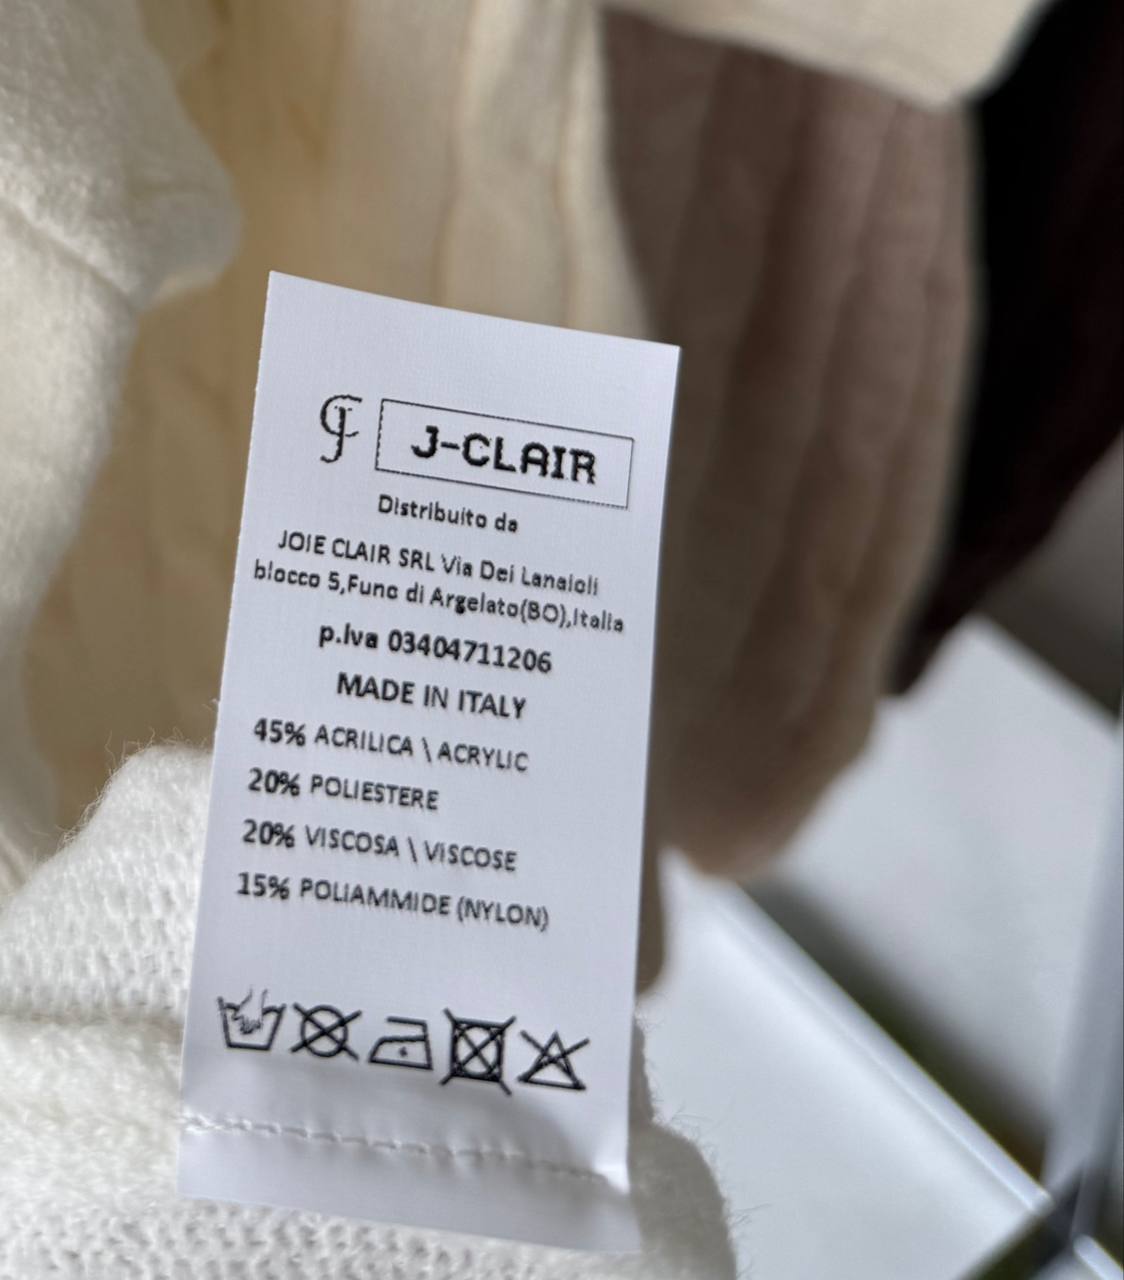 J-CLAIR
Distribuito da
JOIE CLAIR SRL Via Dei Lanaioli
blocco 5,Funo di Argelato(BO),Italia
p.Iva 03404711206
MADE IN ITALY
45% ACRILICA \ ACRYLIC
20% POLIESTERE
20% VISCOSA \ VISCOSE
15% POLIAMMIDE (NYLON)